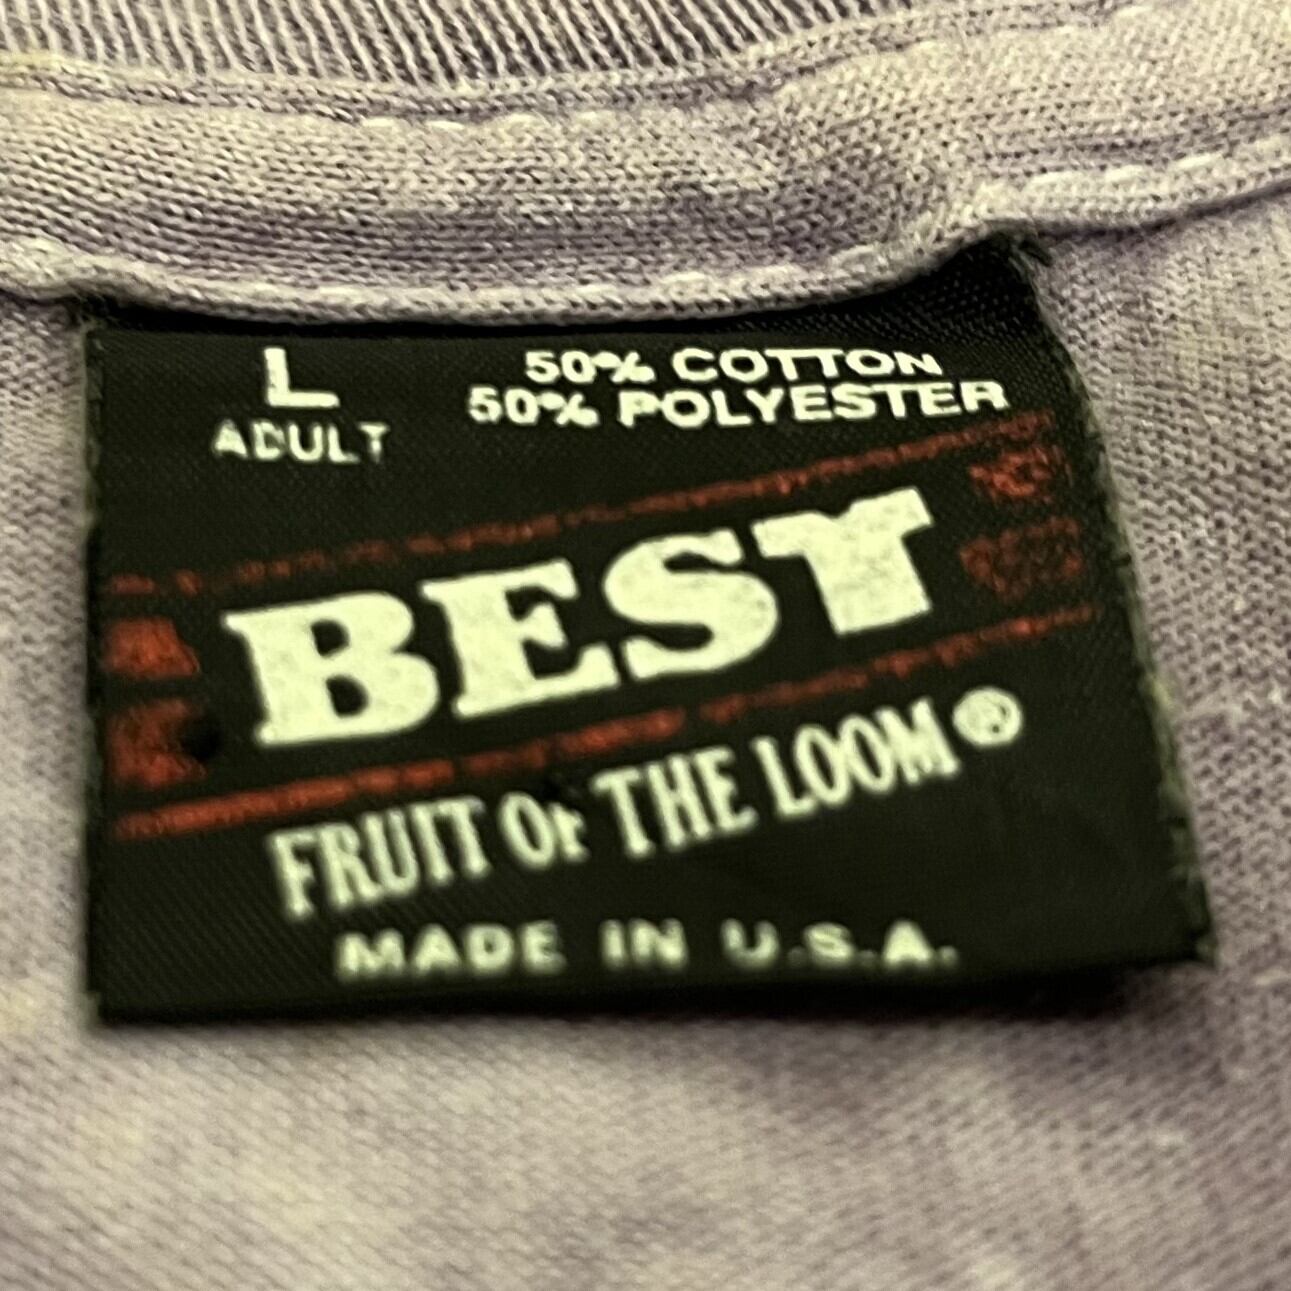 L
ADULT
50% COTTON
50% POLYESTER
BEST
FRUIT OF THE LOOM®
MADE IN U.S.A.